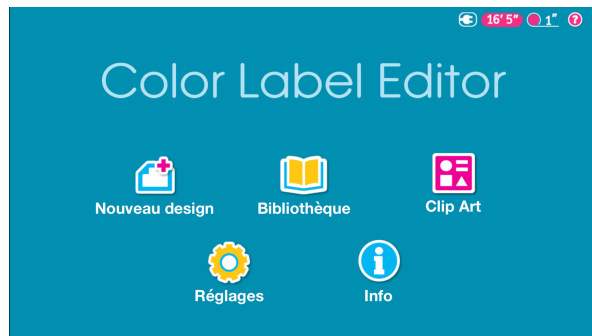 16′ 5″ 1″ ?
Color Label Editor
Nouveau design Bibliothèque Clip Art
Réglages Info